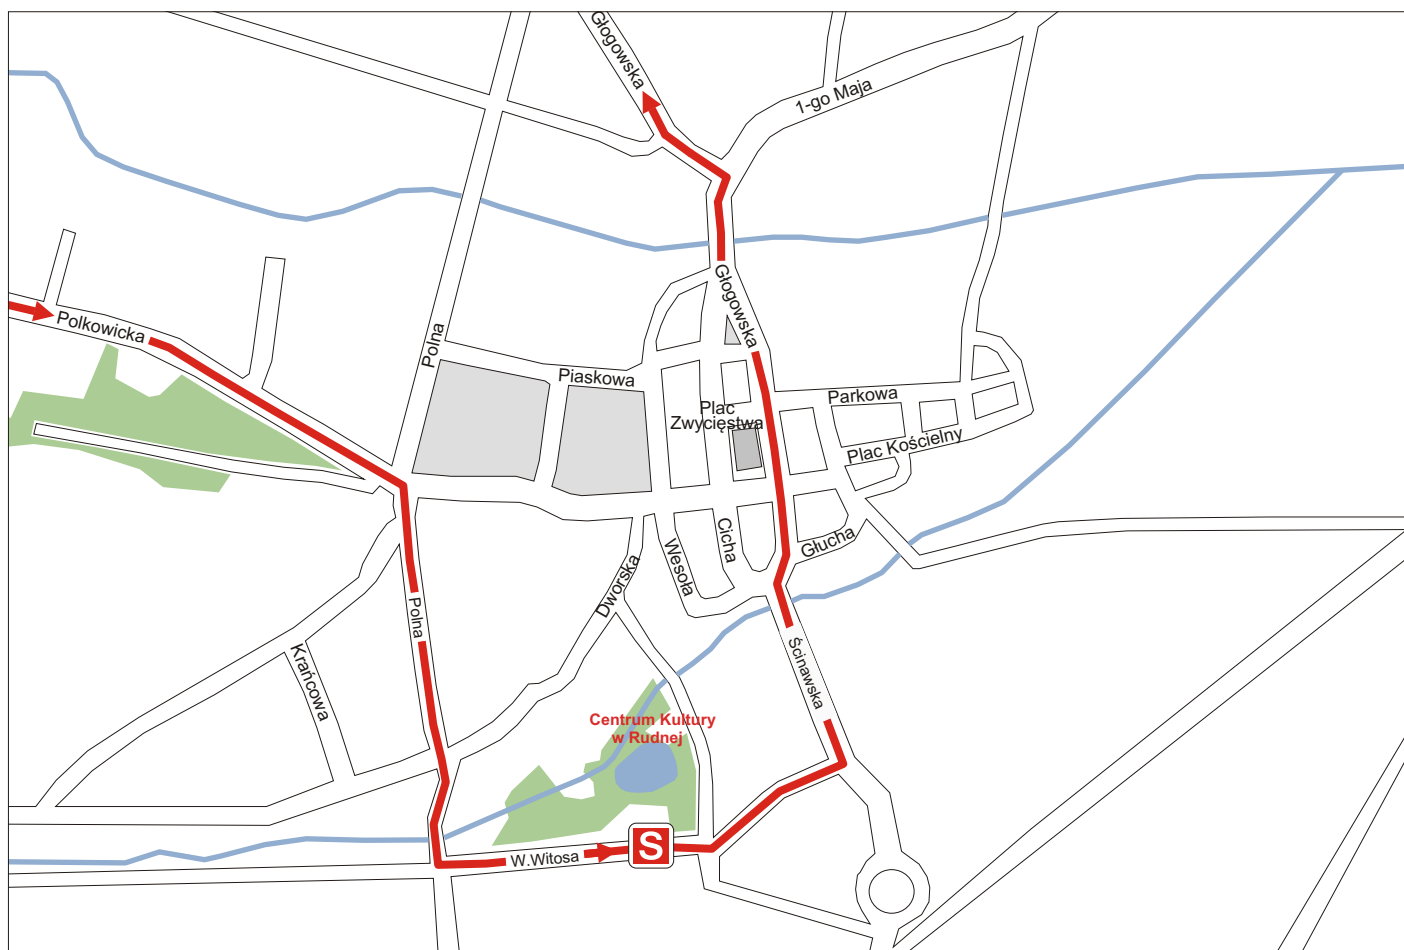 Głogowska
1-go Maja
Polkowicka
Polna
Głogowska
Piaskowa
Parkowa
Plac
Zwycięstwa
Plac Kościelny
Cicha
Głucha
Wesoła
Dworska
Polna
Krańcowa
Ścinawska
Centrum Kultury
w Rudnej
W.Witosa
S